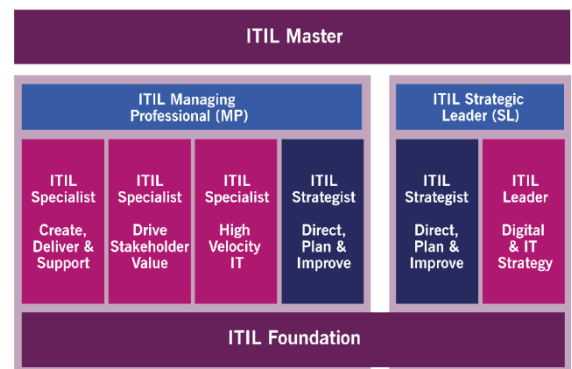 ITIL Master
ITIL Managing
Professional (MP)
ITIL
Specialist
Create,
Deliver &
Support
ITIL
Specialist
Drive
Stakeholder
Value
ITIL
Specialist
High
Velocity
IT
ITIL
Strategist
Direct,
Plan &
Improve
ITIL Strategic
Leader (SL)
ITIL
Strategist
Direct,
Plan &
Improve
ITIL
Leader
Digital
& IT
Strategy
ITIL Foundation